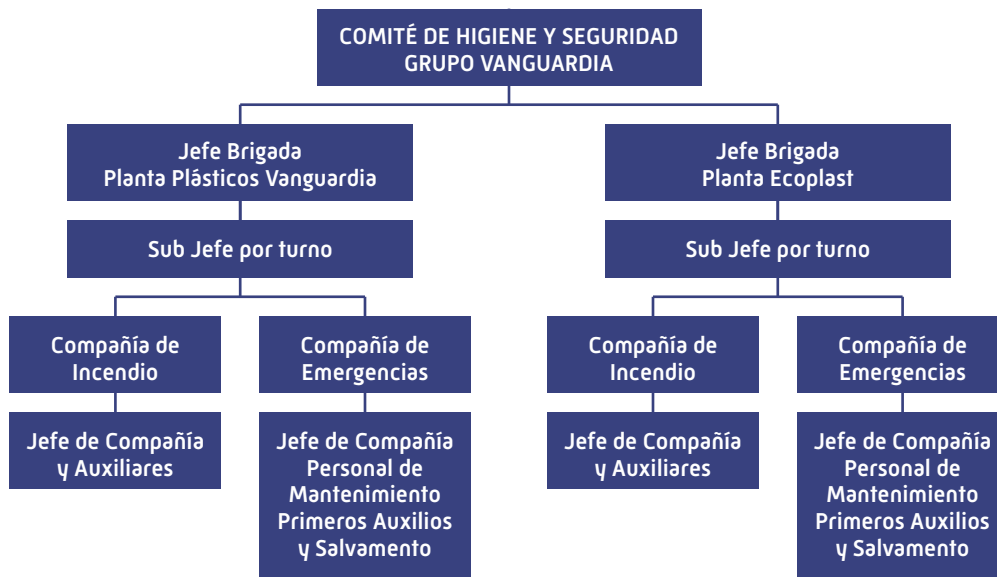 COMITÉ DE HIGIENE Y SEGURIDAD
GRUPO VANGUARDIA
Jefe Brigada
Planta Plásticos Vanguardia
Jefe Brigada
Planta Ecoplast
Sub Jefe por turno
Sub Jefe por turno
Compañía de
Incendio
Compañía de
Emergencias
Compañía de
Incendio
Compañía de
Emergencias
Jefe de Compañía
y Auxiliares
Jefe de Compañía
Personal de
Mantenimiento
Primeros Auxilios
y Salvamento
Jefe de Compañía
y Auxiliares
Jefe de Compañía
Personal de
Mantenimiento
Primeros Auxilios
y Salvamento